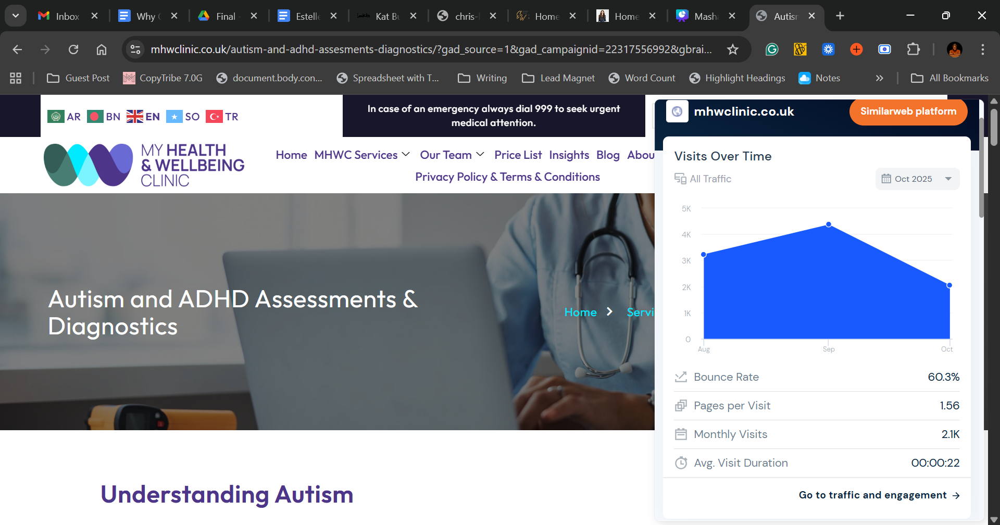 Inbox
Why
Final
Estelle
Kat Bu
chris-
Home
Home
Masha
Autism
mhwclinic.co.uk/autism-and-adhd-assesments-diagnostics/?gad_source=1&gad_campaignid=22317556992&gbrai...
Guest Post
CopyTribe 7.0G
document.body.con...
Spreadsheet with T...
Writing
Lead Magnet
Word Count
Highlight Headings
Notes
All Bookmarks
AR BN EN SO TR
In case of an emergency always dial 999 to seek urgent
medical attention.
MY HEALTH
& WELLBEING
CLINIC
Home MHWC Services Our Team Price List Insights Blog Abou
Privacy Policy & Terms & Conditions
Autism and ADHD Assessments &
Diagnostics
Home Servi
Understanding Autism
mhwclinic.co.uk
Similarweb platform
Visits Over Time
All Traffic
Oct 2025
5K
4K
3K
2K
1K
0
Aug Sep Oct
Bounce Rate 60.3%
Pages per Visit 1.56
Monthly Visits 2.1K
Avg. Visit Duration 00:00:22
Go to traffic and engagement →